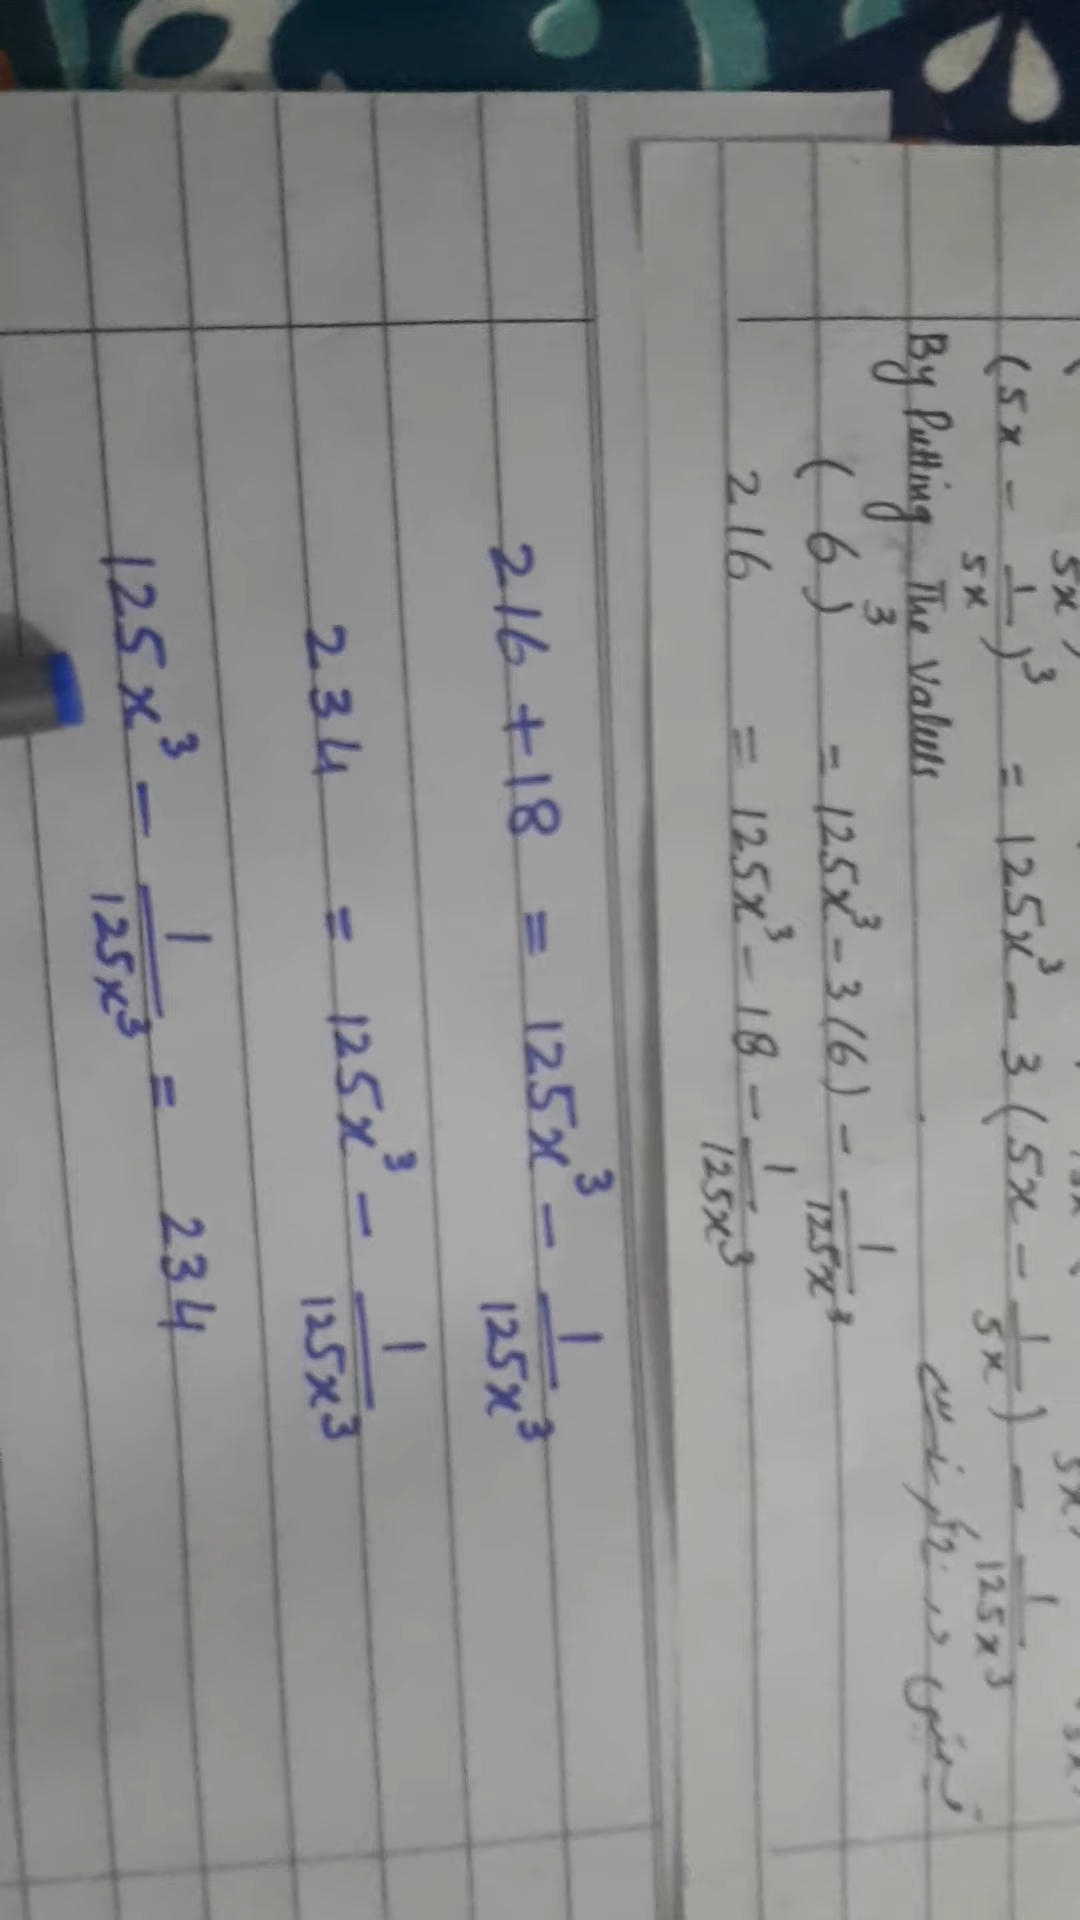 (5x - 1/5x)³ = 125x³ - 3(5x - 1/5x) - 1/125x³
By Putting The Values
(6)³ = 125x³ - 3(6) - 1/125x³
216 = 125x³ - 18 - 1/125x³
216 + 18 = 125x³ - 1/125x³
234 = 125x³ - 1/125x³
125x³ - 1/125x³ = 234